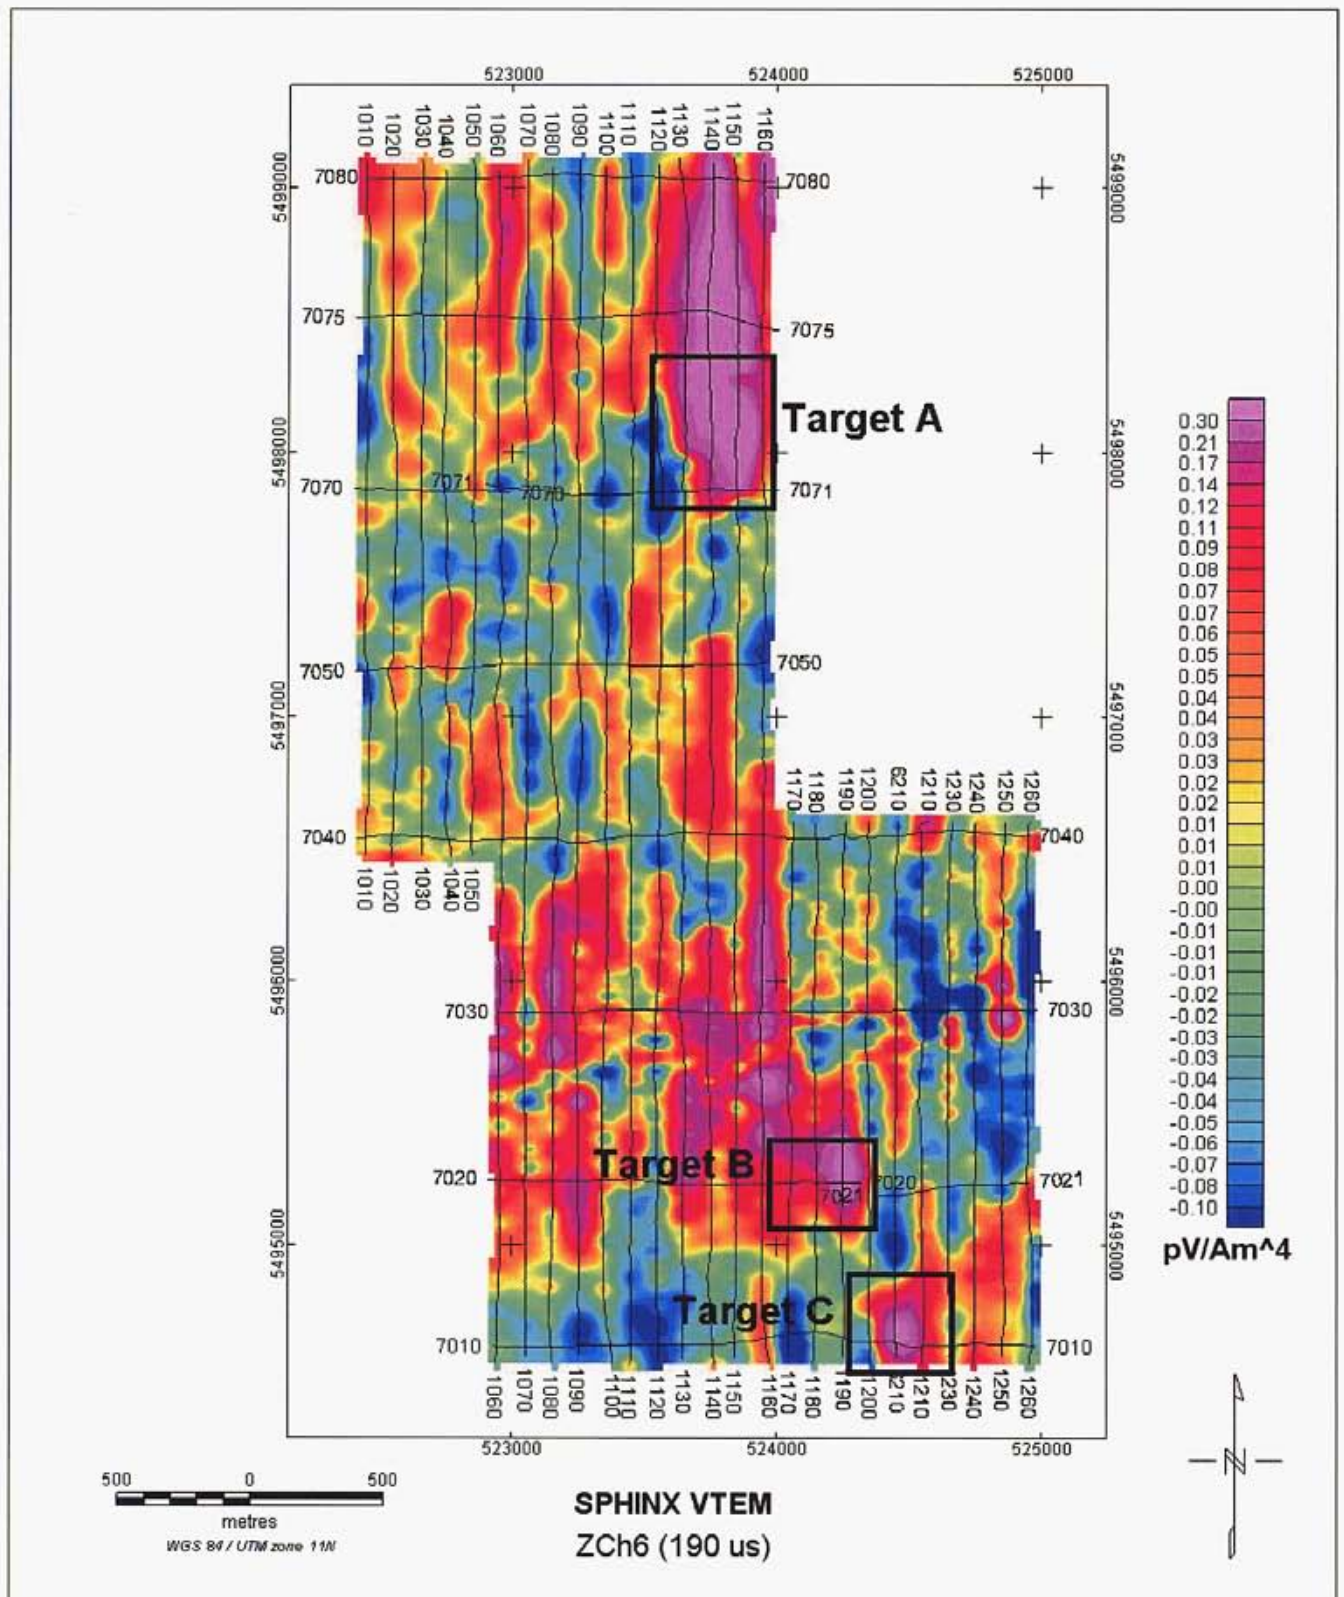 523000 524000 525000
1010 1020 1030 1040 1050 1060 1070 1080 1090 1100 1110 1120 1130 1140 1150 1160
5499000 7080 7080 5499000
7075 7075
Target A
5498000 7070 7071 7070 7071 5498000
0.30
0.21
0.17
0.14
0.12
0.11
0.09
0.08
0.07
0.07
0.06
0.05
0.05
0.04
0.04
0.03
0.03
0.02
0.02
0.01
0.01
0.01
0.00
-0.00
-0.01
-0.01
-0.01
-0.02
-0.02
-0.03
-0.03
-0.04
-0.04
-0.05
-0.06
-0.07
-0.08
-0.10
pV/Am^4
7050 7050
5497000 5497000
1170 1180 1190 1200 6210 1210 1230 1240 1250 1260
7040 7040
1010 1020 1030 1040 1050
5496000 5496000
7030 7030
Target B
7020 7021 7020 7021
5495000 5495000
Target C
7010 7010
1060 1070 1080 1090 1100 1110 1120 1130 1140 1150 1160 1170 1180 1190 1200 6210 1210 1230 1240 1250 1260
523000 524000 525000
500 0 500
metres
WGS 84 / UTM zone 11N
SPHINX VTEM
ZCh6 (190 us)
N